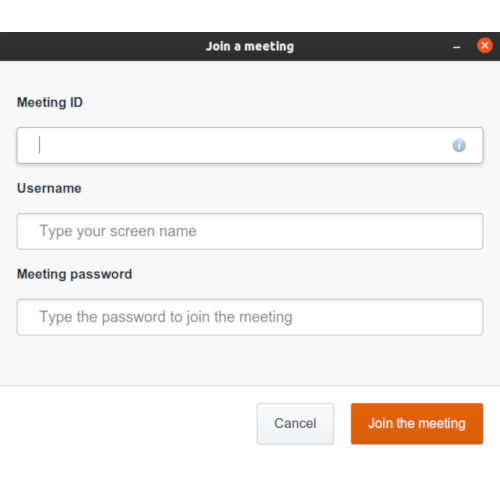 Join a meeting
Meeting ID
Username
Type your screen name
Meeting password
Type the password to join the meeting
Cancel
Join the meeting